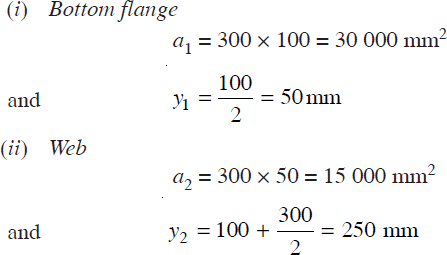 (i) Bottom flange
a₁ = 300 × 100 = 30 000 mm²
and y₁ = 100/2 = 50 mm
(ii) Web
a₂ = 300 × 50 = 15 000 mm²
and y₂ = 100 + 300/2 = 250 mm